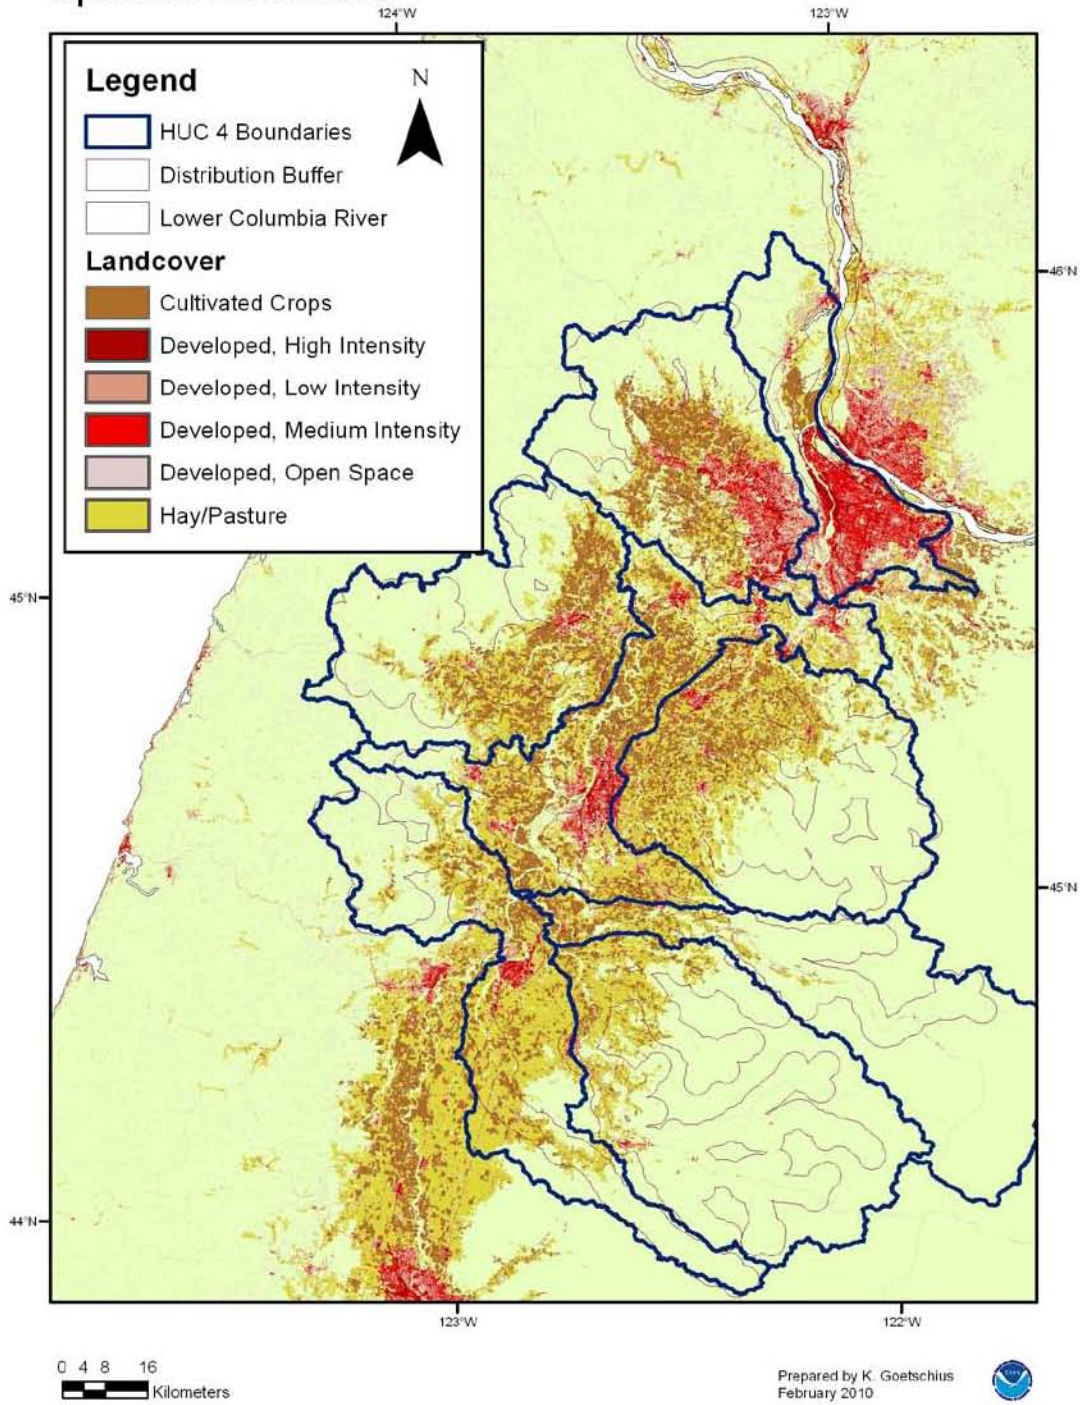 124°W
123°W
Legend
N
HUC 4 Boundaries
Distribution Buffer
Lower Columbia River
Landcover
Cultivated Crops
Developed, High Intensity
Developed, Low Intensity
Developed, Medium Intensity
Developed, Open Space
Hay/Pasture
46°N
45°N
45°N
44°N
123°W
122°W
0 4 8 16
Kilometers
Prepared by K. Goetschius
February 2010